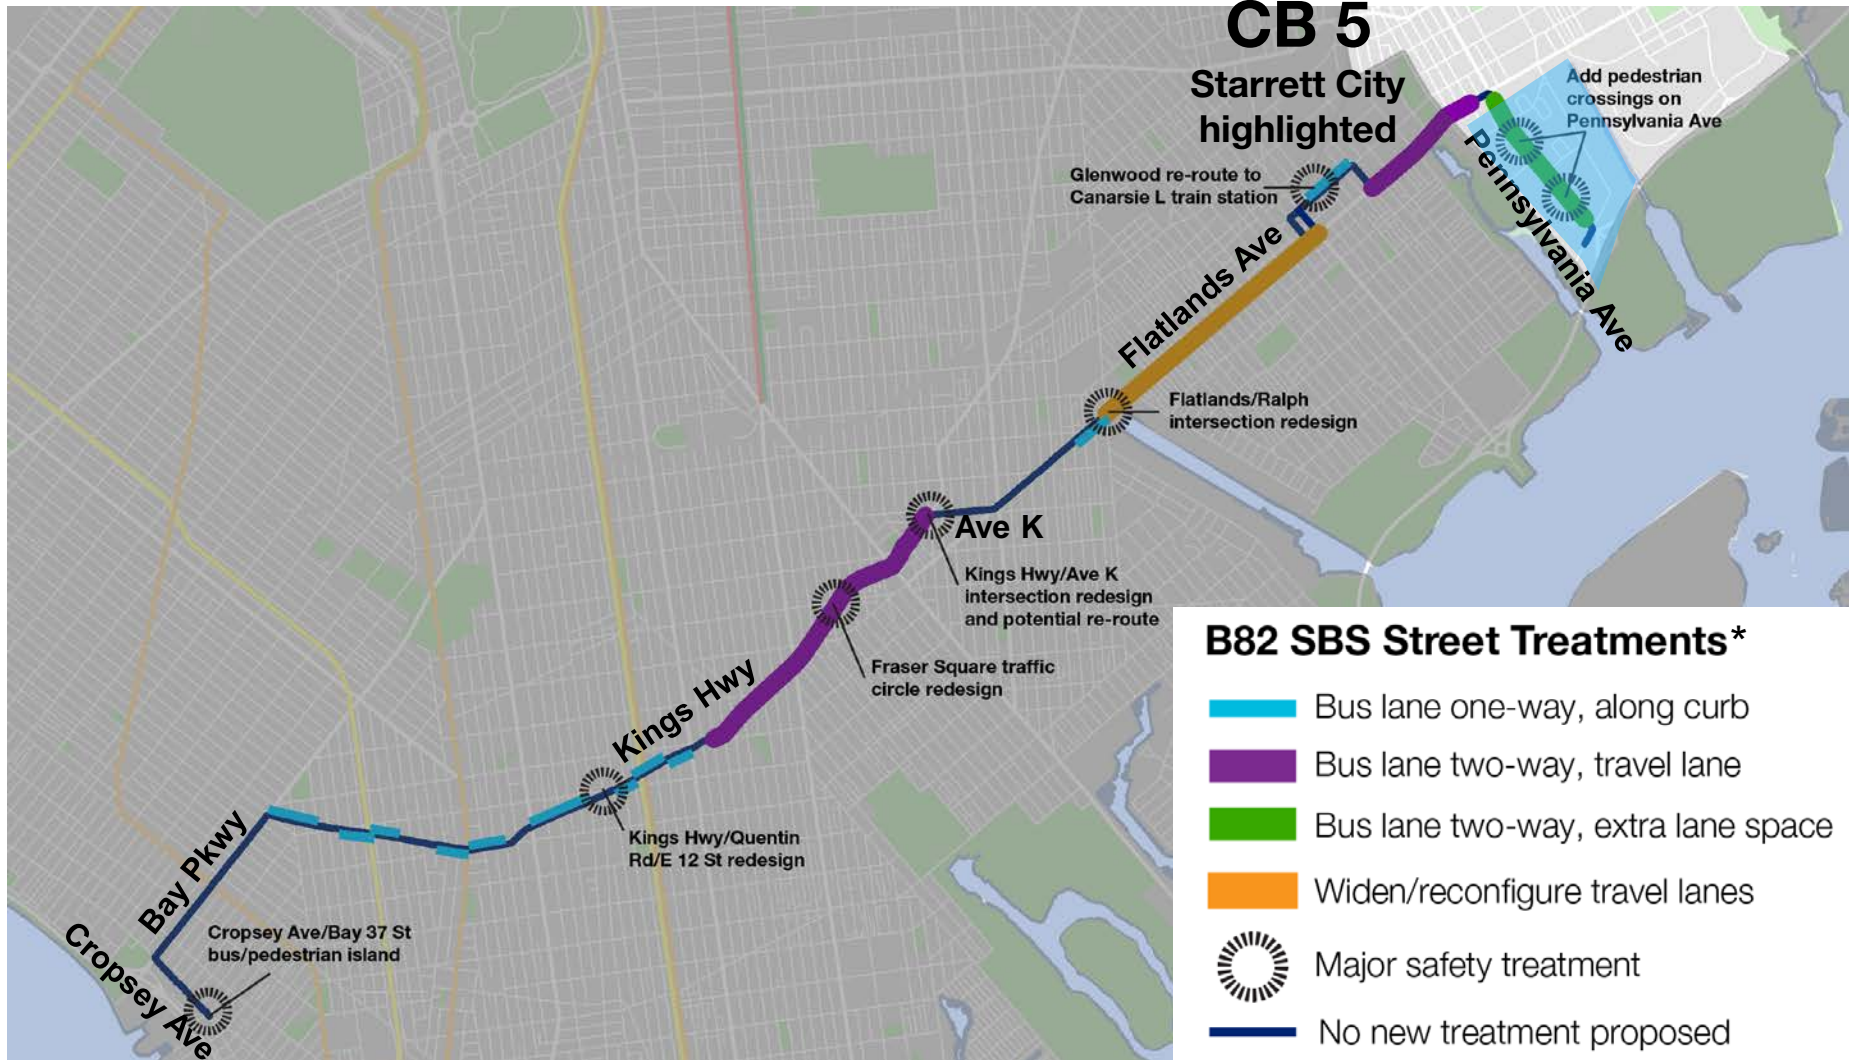 CB 5
Starrett City
highlighted
Add pedestrian
crossings on
Pennsylvania Ave
Pennsylvania Ave
Glenwood re-route to
Canarsie L train station
Flatlands Ave
Flatlands/Ralph
intersection redesign
Ave K
Kings Hwy/Ave K
intersection redesign
and potential re-route
Fraser Square traffic
circle redesign
Kings Hwy
Kings Hwy/Quentin
Rd/E 12 St redesign
Bay Pkwy
Cropsey Ave/Bay 37 St
bus/pedestrian island
Cropsey Ave
B82 SBS Street Treatments*
Bus lane one-way, along curb
Bus lane two-way, travel lane
Bus lane two-way, extra lane space
Widen/reconfigure travel lanes
Major safety treatment
No new treatment proposed